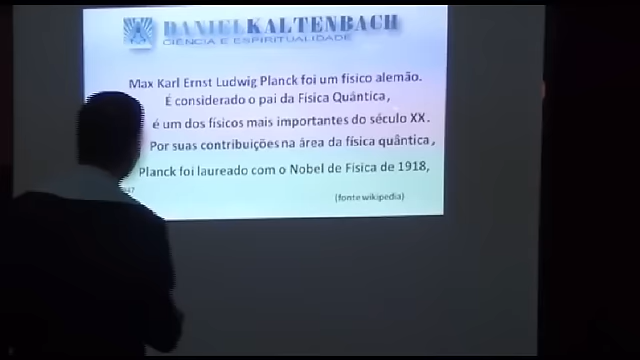 DANIEL KALTENBACH
CIÊNCIA E ESPIRITUALIDADE
Max Karl Ernst Ludwig Planck foi um físico alemão.
É considerado o pai da Física Quântica,
é um dos físicos mais importantes do século XX.
Por suas contribuições na área da física quântica,
Planck foi laureado com o Nobel de Física de 1918,
47
(fonte wikipedia)